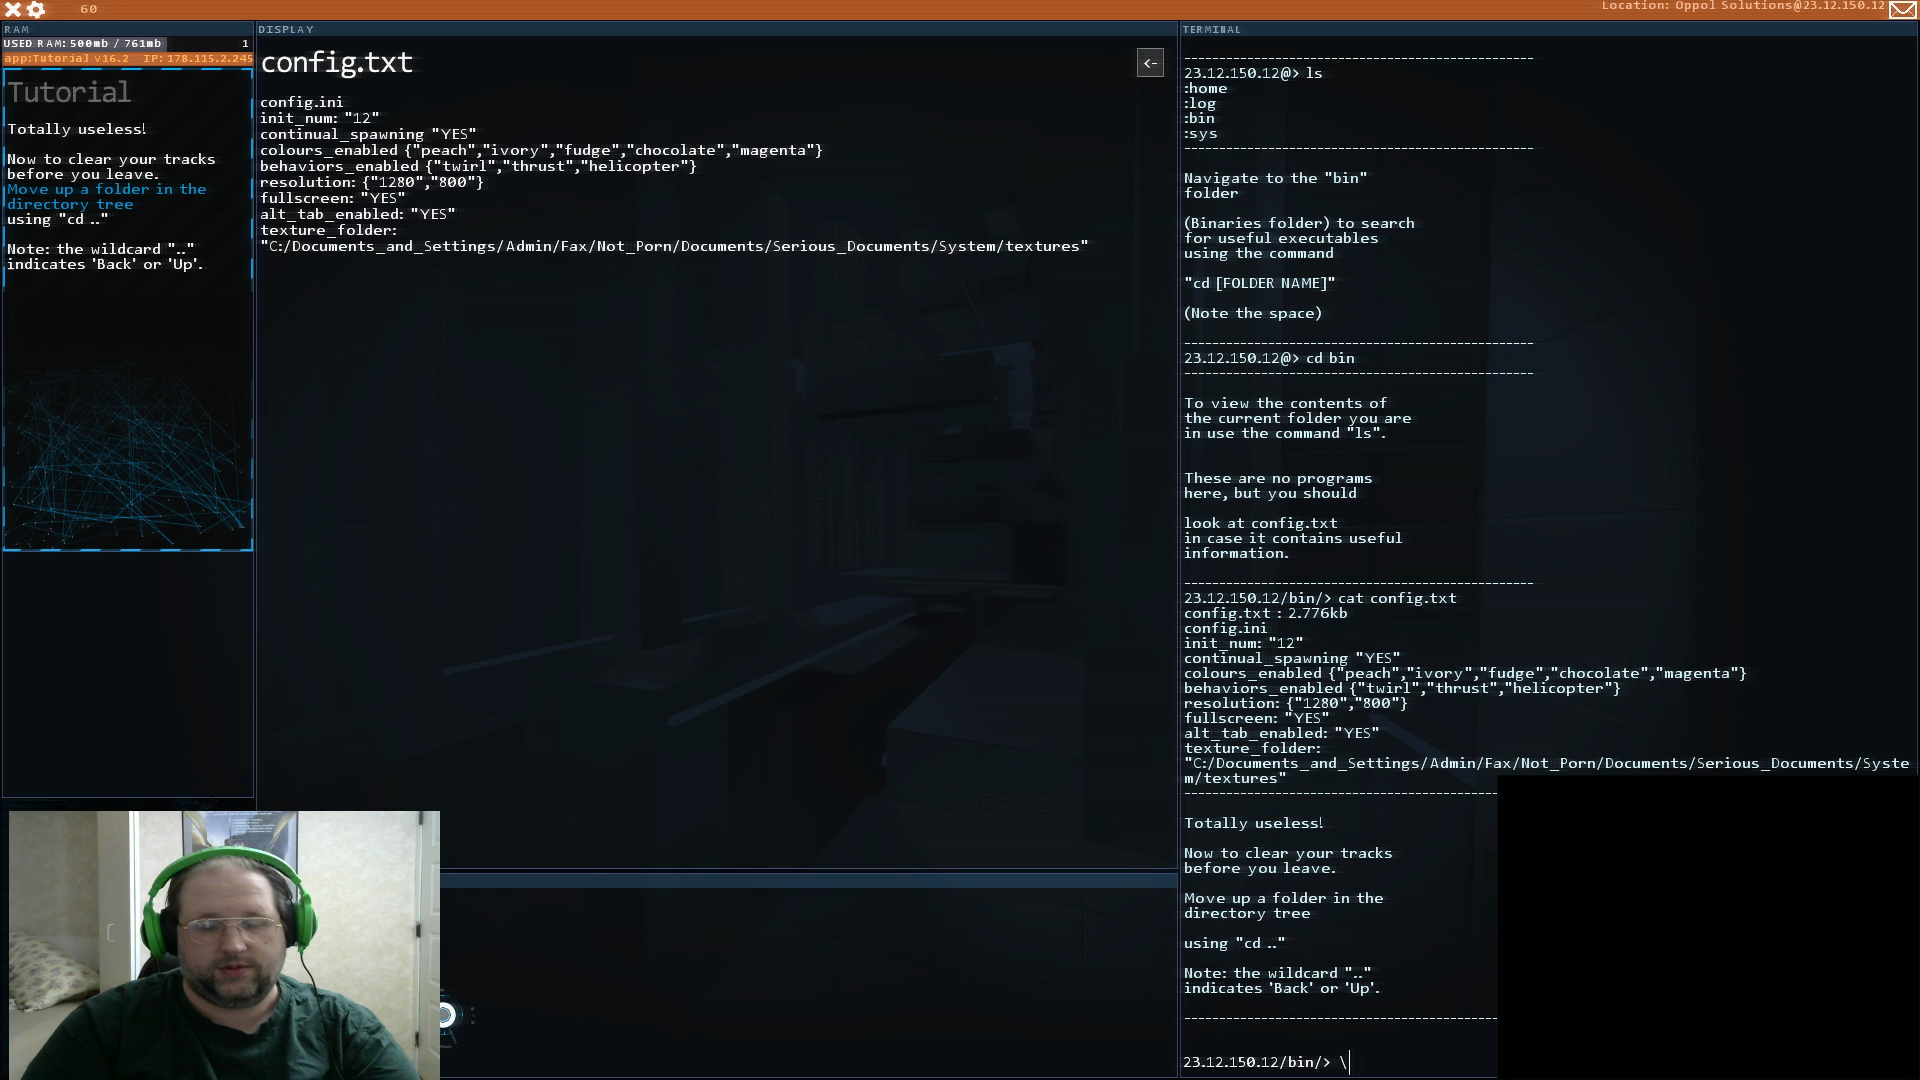 60
Location: Oppol Solutions@23.12.150.12
RAM
USED RAM: 500mb / 761mb 1
app:Tutorial v16.2 IP: 178.115.2.245
Tutorial
Totally useless!
Now to clear your tracks
before you leave.
Move up a folder in the
directory tree
using "cd .."
Note: the wildcard ".."
indicates 'Back' or 'Up'.
DISPLAY
config.txt
<-
config.ini
init_num: "12"
continual_spawning "YES"
colours_enabled {"peach","ivory","fudge","chocolate","magenta"}
behaviors_enabled {"twirl","thrust","helicopter"}
resolution: {"1280","800"}
fullscreen: "YES"
alt_tab_enabled: "YES"
texture_folder:
"C:/Documents_and_Settings/Admin/Fax/Not_Porn/Documents/Serious_Documents/System/textures"
TERMINAL
23.12.150.12@> ls
:home
:log
:bin
:sys
Navigate to the "bin"
folder
(Binaries folder) to search
for useful executables
using the command
"cd [FOLDER NAME]"
(Note the space)
23.12.150.12@> cd bin
To view the contents of
the current folder you are
in use the command "ls".
These are no programs
here, but you should
look at config.txt
in case it contains useful
information.
23.12.150.12/bin/> cat config.txt
config.txt : 2.776kb
config.ini
init_num: "12"
continual_spawning "YES"
colours_enabled {"peach","ivory","fudge","chocolate","magenta"}
behaviors_enabled {"twirl","thrust","helicopter"}
resolution: {"1280","800"}
fullscreen: "YES"
alt_tab_enabled: "YES"
texture_folder:
"C:/Documents_and_Settings/Admin/Fax/Not_Porn/Documents/Serious_Documents/Syste
m/textures"
Totally useless!
Now to clear your tracks
before you leave.
Move up a folder in the
directory tree
using "cd .."
Note: the wildcard ".."
indicates 'Back' or 'Up'.
23.12.150.12/bin/> \